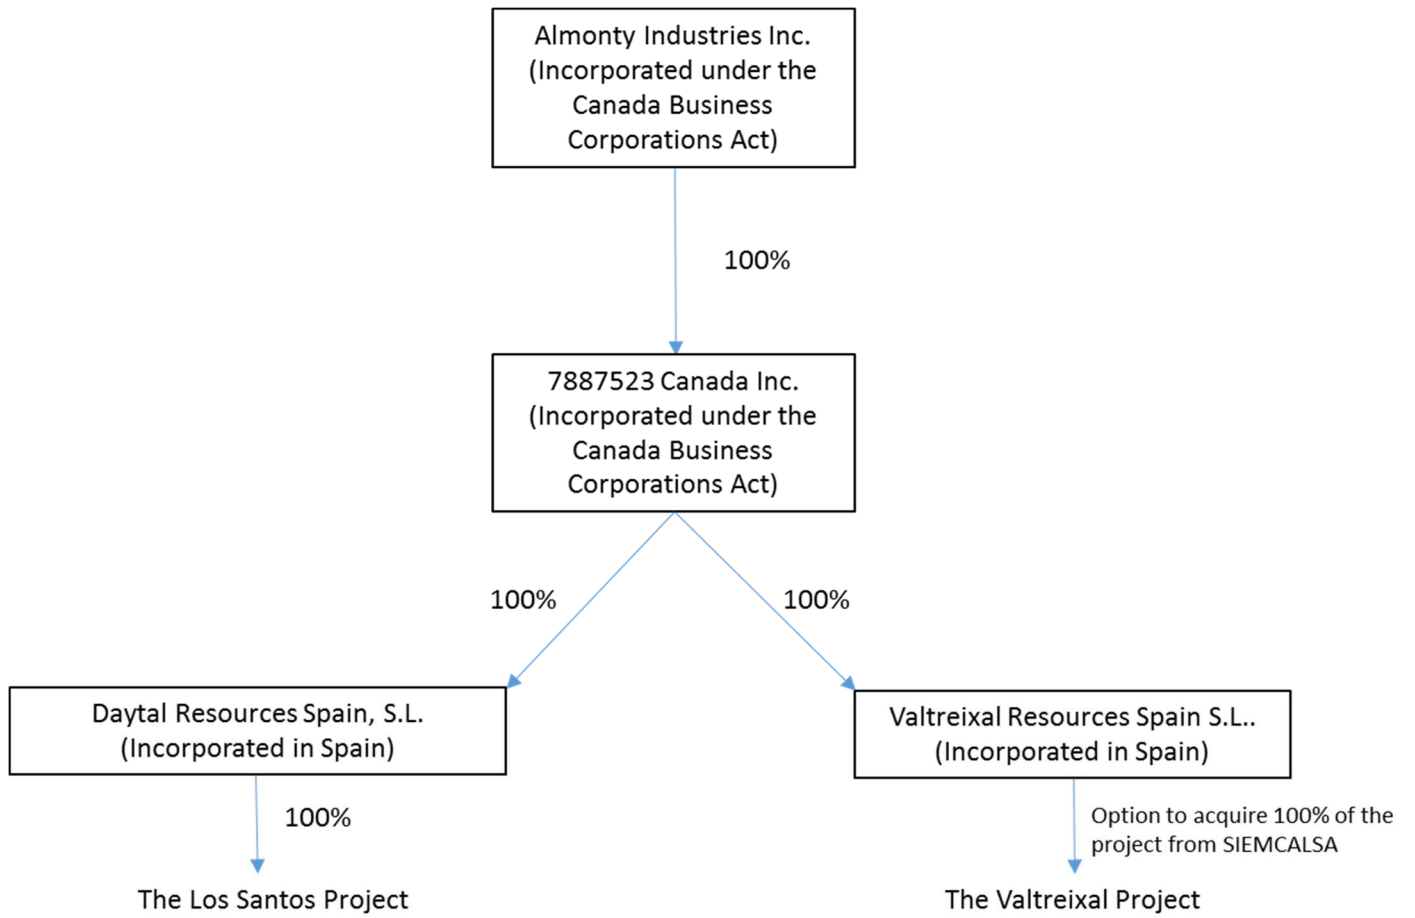 Almonty Industries Inc.
(Incorporated under the
Canada Business
Corporations Act)
100%
7887523 Canada Inc.
(Incorporated under the
Canada Business
Corporations Act)
100%
100%
Daytal Resources Spain, S.L.
(Incorporated in Spain)
Valtreixal Resources Spain S.L..
(Incorporated in Spain)
100%
Option to acquire 100% of the
project from SIEMCALSA
The Los Santos Project
The Valtreixal Project